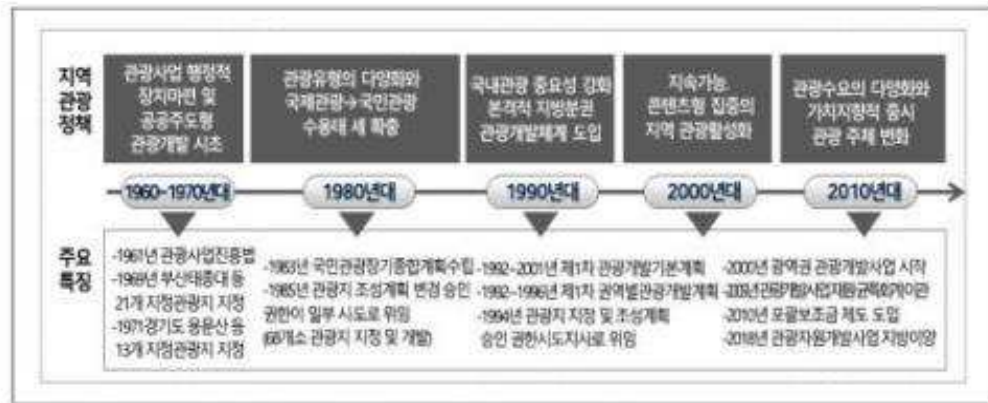 지역
관광
정책
관광사업 행정적
장치마련 및
공공주도형
관광개발 시초
관광유형의 다양화와
국제관광→국민관광
수용태세 확충
국내관광 중요성 강화
본격적 지방분권
관광개발체계 도입
지속가능,
콘텐츠형 집중의
지역 관광활성화
관광수요의 다양화와
가치지향적 중시
관광 주체 변화
1960~1970년대
1980년대
1990년대
2000년대
2010년대
주요
특징
-1961년 관광사업진흥법
-1969년 부산태종대 등
21개 지정관광지 지정
-1971경기도 용문산 등
13개 지정관광지 지정
-1983년 국민관광장기종합계획수립
-1985년 관광지 조성계획 변경 승인
권한이 일부 시도로 위임
(68개소 관광지 지정 및 개발)
-1992~2001년 제1차 관광개발기본계획
-1992~1996년 제1차 권역별관광개발계획
-1994년 관광지 지정 및 조성계획
승인 권한시도지사로 위임
-2000년 광역권 관광개발사업 시작
-2010년 포괄보조금 제도 도입
-2018년 관광자원개발사업 지방이양